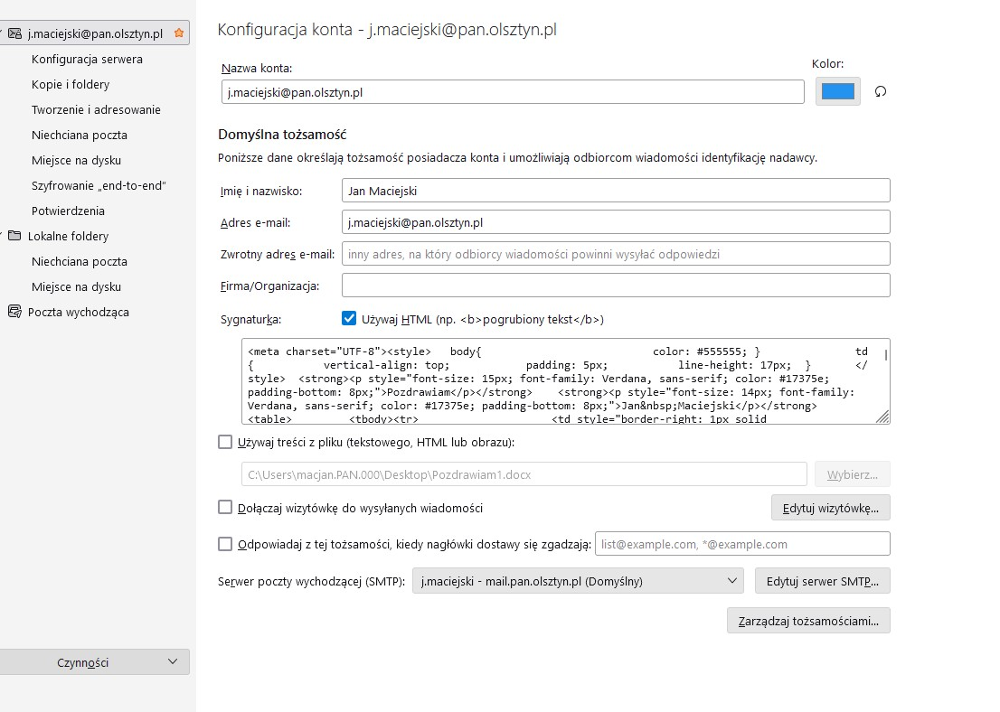 j.maciejski@pan.olsztyn.pl
Konfiguracja serwera
Kopie i foldery
Tworzenie i adresowanie
Niechciana poczta
Miejsce na dysku
Szyfrowanie „end-to-end”
Potwierdzenia
Lokalne foldery
Niechciana poczta
Miejsce na dysku
Poczta wychodząca
Czynności
Konfiguracja konta - j.maciejski@pan.olsztyn.pl
Nazwa konta:
Kolor:
j.maciejski@pan.olsztyn.pl
Domyślna tożsamość
Poniższe dane określają tożsamość posiadacza konta i umożliwiają odbiorcom wiadomości identyfikację nadawcy.
Imię i nazwisko: Jan Maciejski
Adres e-mail: j.maciejski@pan.olsztyn.pl
Zwrotny adres e-mail: inny adres, na który odbiorcy wiadomości powinni wysyłać odpowiedzi
Firma/Organizacja:
Sygnaturka: Używaj HTML (np. <b>pogrubiony tekst</b>)
<meta charset="UTF-8"><style> body{ color: #555555; } td
{ vertical-align: top; padding: 5px; line-height: 17px; } </
style> <strong><p style="font-size: 15px; font-family: Verdana, sans-serif; color: #17375e;
padding-bottom: 8px;">Pozdrawiam</p></strong> <strong><p style="font-size: 14px; font-family:
Verdana, sans-serif; color: #17375e; padding-bottom: 8px;">Jan&nbsp;Maciejski</p></strong>
<table> <tbody><tr> <td style="border-right: 1px solid
Używaj treści z pliku (tekstowego, HTML lub obrazu):
C:\Users\macjan.PAN.000\Desktop\Pozdrawiam1.docx Wybierz...
Dołączaj wizytówkę do wysyłanych wiadomości Edytuj wizytówkę...
Odpowiadaj z tej tożsamości, kiedy nagłówki dostawy się zgadzają: list@example.com, *@example.com
Serwer poczty wychodzącej (SMTP): j.maciejski - mail.pan.olsztyn.pl (Domyślny) Edytuj serwer SMTP...
Zarządzaj tożsamościami...